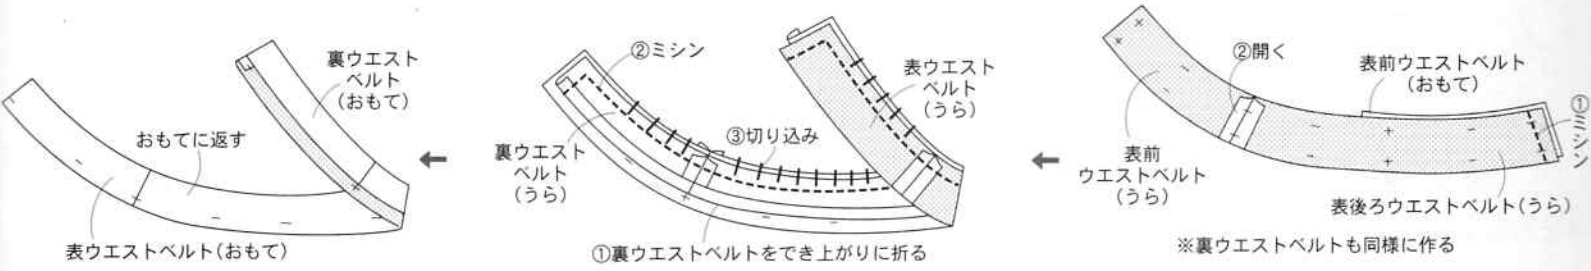 ②開く
表前ウエストベルト
(おもて)
①ミシン
表前
ウエストベルト
(うら)
表後ろウエストベルト(うら)
※裏ウエストベルトも同様に作る
②ミシン
表ウエスト
ベルト
(うら)
③切り込み
裏ウエスト
ベルト
(うら)
①裏ウエストベルトをでき上がりに折る
裏ウエスト
ベルト
(おもて)
おもてに返す
表ウエストベルト(おもて)